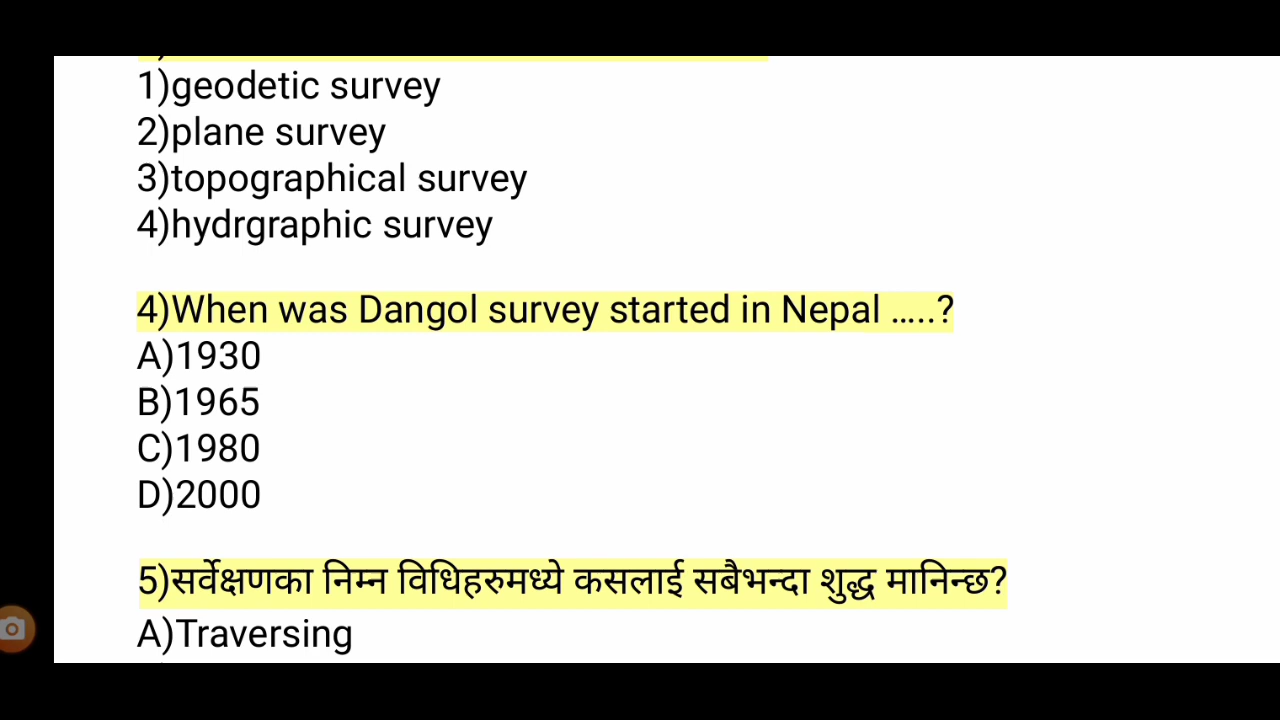 1)geodetic survey
2)plane survey
3)topographical survey
4)hydrgraphic survey
4)When was Dangol survey started in Nepal .....?
A)1930
B)1965
C)1980
D)2000
5)सर्वेक्षणका निम्न विधिहरुमध्ये कसलाई सबैभन्दा शुद्ध मानिन्छ?
A)Traversing